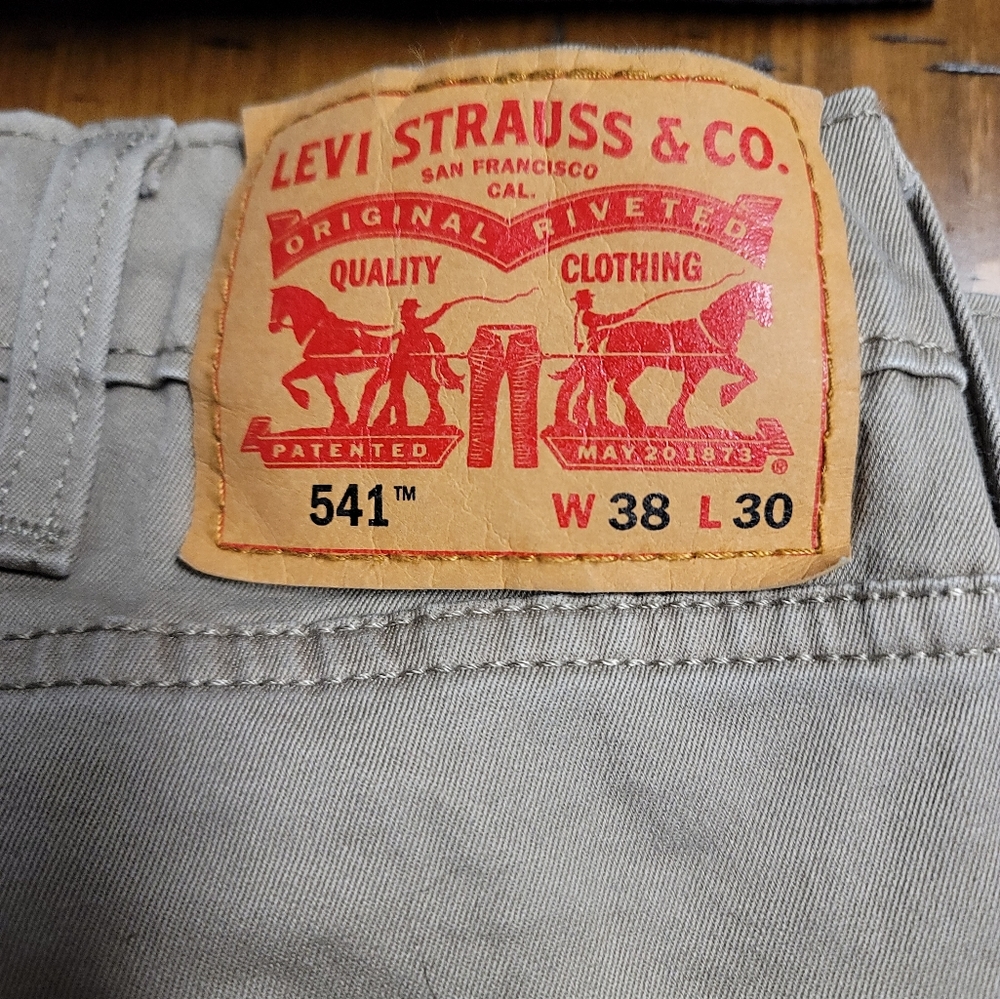 LEVI STRAUSS & CO.
SAN FRANCISCO
CAL.
ORIGINAL RIVETED
QUALITY CLOTHING
PATENTED MAY 20 1873 ®
541™ W 38 L 30